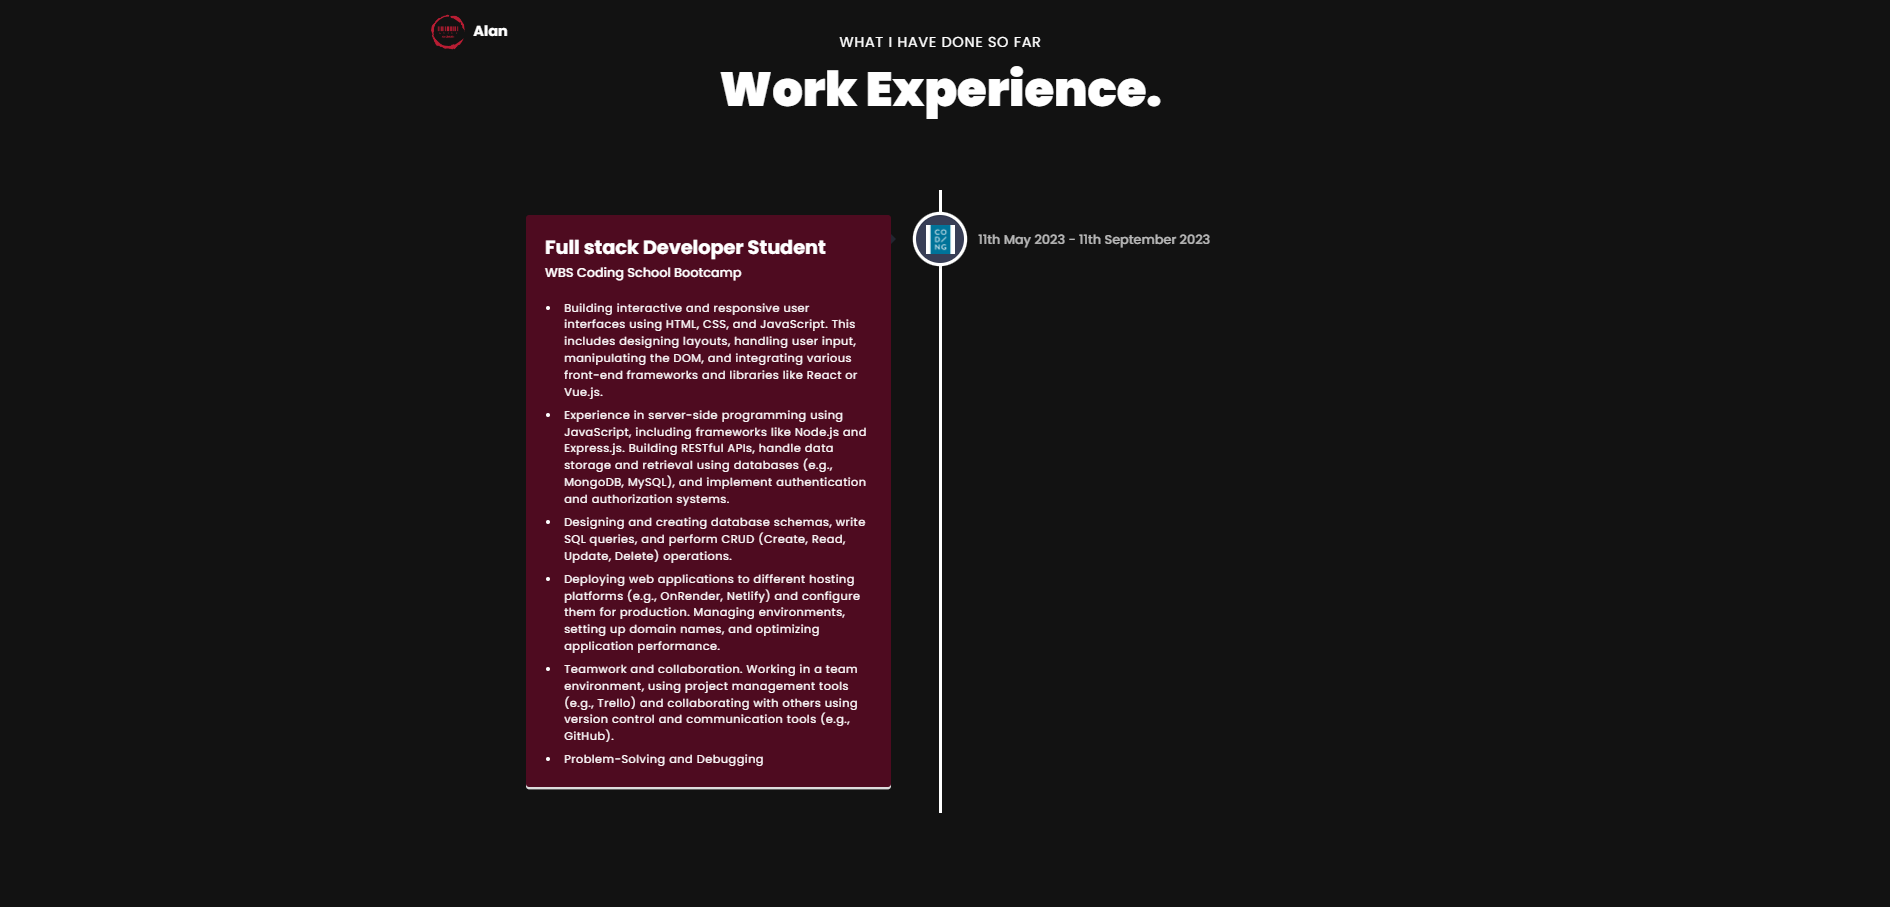 Alan
WHAT I HAVE DONE SO FAR
Work Experience.
Full stack Developer Student
WBS Coding School Bootcamp
CO
D/
NG
11th May 2023 - 11th September 2023
• Building interactive and responsive user
interfaces using HTML, CSS, and JavaScript. This
includes designing layouts, handling user input,
manipulating the DOM, and integrating various
front-end frameworks and libraries like React or
Vue.js.
• Experience in server-side programming using
JavaScript, including frameworks like Node.js and
Express.js. Building RESTful APIs, handle data
storage and retrieval using databases (e.g.,
MongoDB, MySQL), and implement authentication
and authorization systems.
• Designing and creating database schemas, write
SQL queries, and perform CRUD (Create, Read,
Update, Delete) operations.
• Deploying web applications to different hosting
platforms (e.g., OnRender, Netlify) and configure
them for production. Managing environments,
setting up domain names, and optimizing
application performance.
• Teamwork and collaboration. Working in a team
environment, using project management tools
(e.g., Trello) and collaborating with others using
version control and communication tools (e.g.,
GitHub).
• Problem-Solving and Debugging